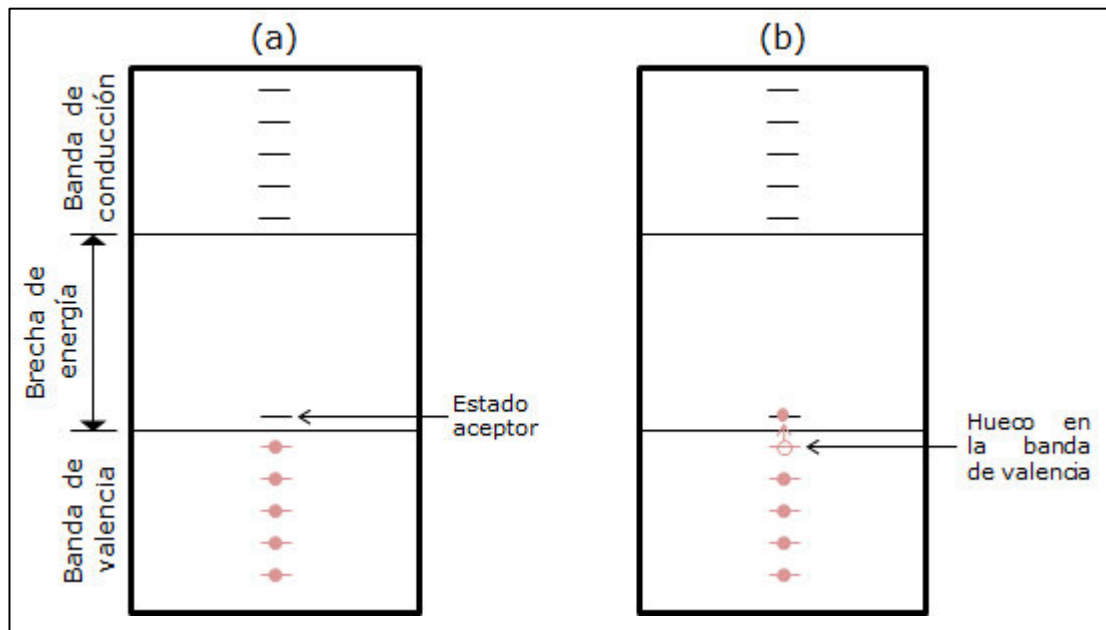 (a)
(b)
Banda de
conducción
Brecha de
energía
Banda de
valencia
Estado
aceptor
Hueco en
la banda
de valencia